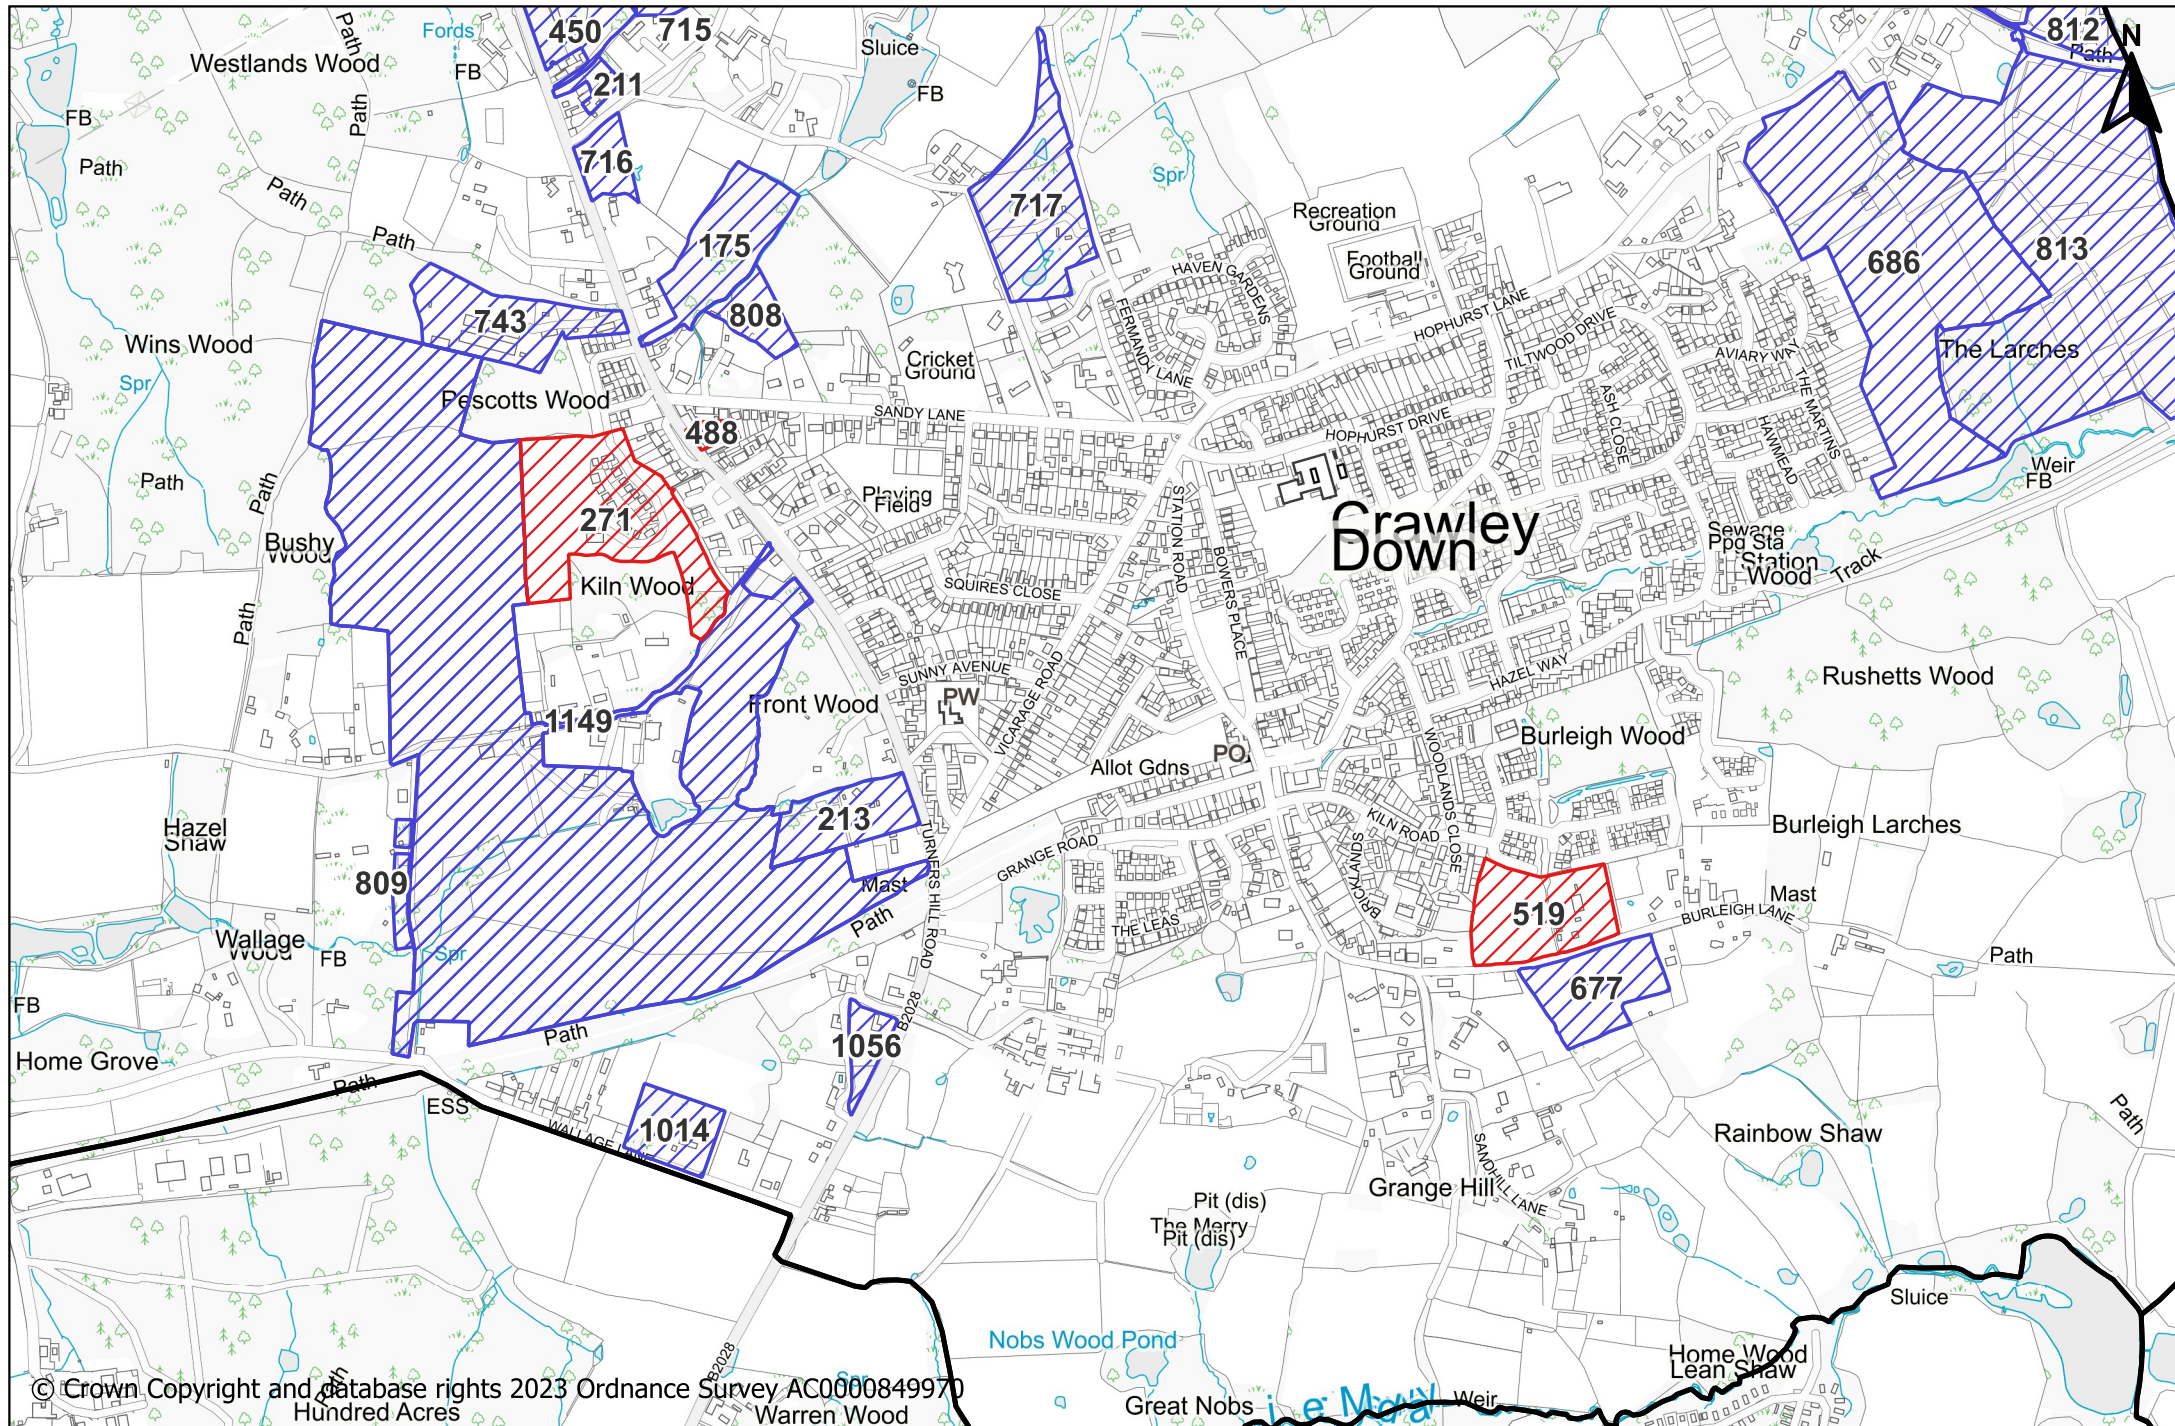 Fords
450
715
Path
Sluice
812
N
Path
Westlands Wood
FB
211
FB
FB
Path
Path
716
Spr
Path
Path
717
Recreation
Ground
175
Football
Ground
HAVEN GARDENS
686
813
743
808
FERMANDY LANE
HOPHURST LANE
TILTWOOD DRIVE
Wins Wood
Cricket
Ground
AVIARY WAY
The Larches
Spr
Pescotts Wood
SANDY LANE
HOPHURST DRIVE
ASH CLOSE
THE MARTINS
HAWMEAD
488
Path
Path
Playing
Field
Weir
FB
271
STATION ROAD
Crawley
Down
Bushy
Wood
Sewage
Ppg Sta
Station
Wood
Track
Kiln Wood
SQUIRES CLOSE
BOWERS PLACE
Path
SUNNY AVENUE
HAZEL WAY
Rushetts Wood
Front Wood
PW
VICARAGE ROAD
1149
Burleigh Wood
PO
Allot Gdns
WOODLANDS CLOSE
213
Hazel
Shaw
TURNERS HILL ROAD
KILN ROAD
Burleigh Larches
GRANGE ROAD
BRICKLANDS
809
Mast
Mast
519
BURLEIGH LANE
Path
THE LEAS
Wallage
Wood
FB
Spr
Path
677
FB
B2028
Path
1056
Home Grove
Path
ESS
WALLAGE LANE
1014
Path
Rainbow Shaw
SANDHILL LANE
Grange Hill
Pit (dis)
The Merry
Pit (dis)
Sluice
Nobs Wood Pond
B2028
Home Wood
Lean Shaw
Spr
Path
© Crown Copyright and database rights 2023 Ordnance Survey AC0000849970
Hundred Acres
Warren Wood
Great Nobs
Weir